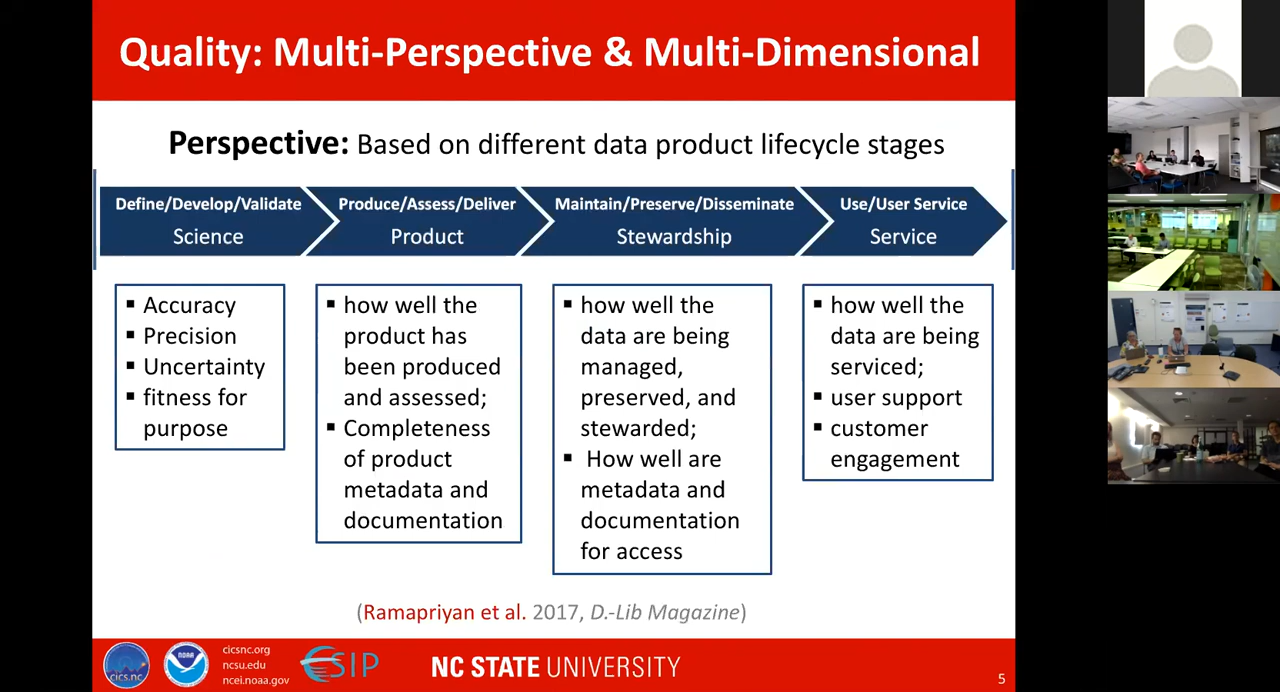 Quality: Multi-Perspective & Multi-Dimensional
Perspective: Based on different data product lifecycle stages
Define/Develop/Validate
Science
Produce/Assess/Deliver
Product
Maintain/Preserve/Disseminate
Stewardship
Use/User Service
Service
▪ Accuracy
▪ Precision
▪ Uncertainty
▪ fitness for
purpose
▪ how well the
product has
been produced
and assessed;
▪ Completeness
of product
metadata and
documentation
▪ how well the
data are being
managed,
preserved, and
stewarded;
▪ How well are
metadata and
documentation
for access
▪ how well the
data are being
serviced;
▪ user support
▪ customer
engagement
(Ramapriyan et al. 2017, D.-Lib Magazine)
cics.nc
NOAA
cicsnc.org
ncsu.edu
ncei.noaa.gov
ESIP
NC STATE UNIVERSITY
5